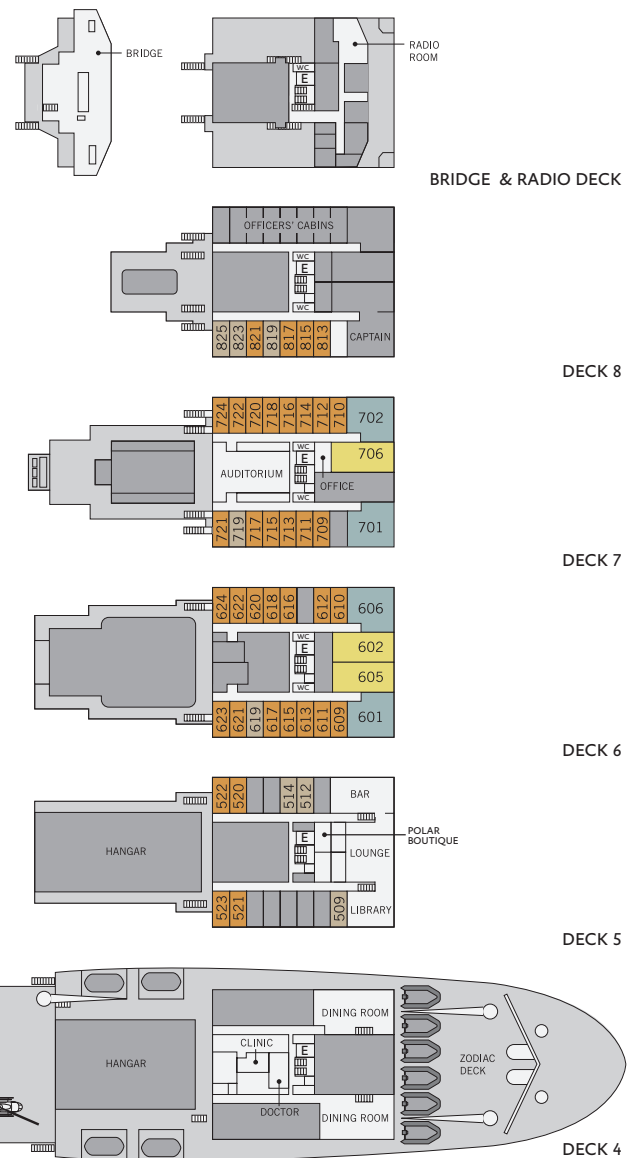 BRIDGE
RADIO
ROOM
WC
E
BRIDGE & RADIO DECK
OFFICERS' CABINS
WC
E
WC
825 823 821 819 817 815 813
CAPTAIN
DECK 8
724 722 720 718 716 714 712 710
702
WC
E
WC
706
AUDITORIUM
OFFICE
721 719 717 715 713 711 709
701
DECK 7
624 622 620 618 616 612 610
606
WC
E
WC
602
605
623 621 619 617 615 613 611 609
601
DECK 6
522 520 514 512
BAR
HANGAR
E
POLAR
BOUTIQUE
LOUNGE
523 521 509
LIBRARY
DECK 5
DINING ROOM
CLINIC
E
HANGAR
ZODIAC
DECK
DOCTOR
DINING ROOM
DECK 4